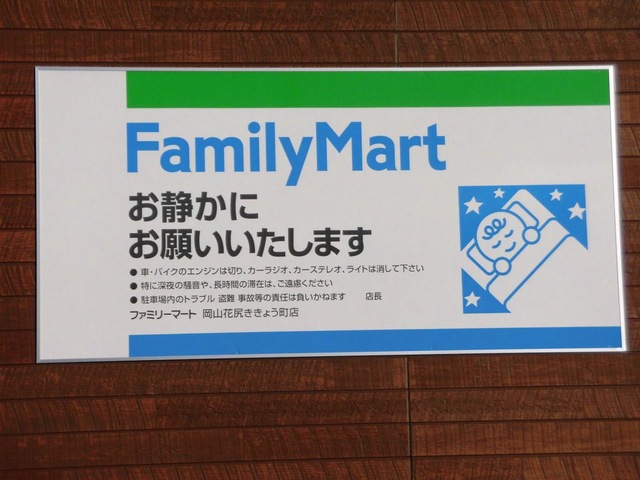 FamilyMart
お静かに
お願いいたします
● 車・バイクのエンジンは切り、カーラジオ、カーステレオ、ライトは消して下さい
● 特に深夜の騒音や、長時間の滞在は、ご遠慮ください
● 駐車場内のトラブル 盗難 事故等の責任は負いかねます 店長
ファミリーマート 岡山花尻ききょう町店